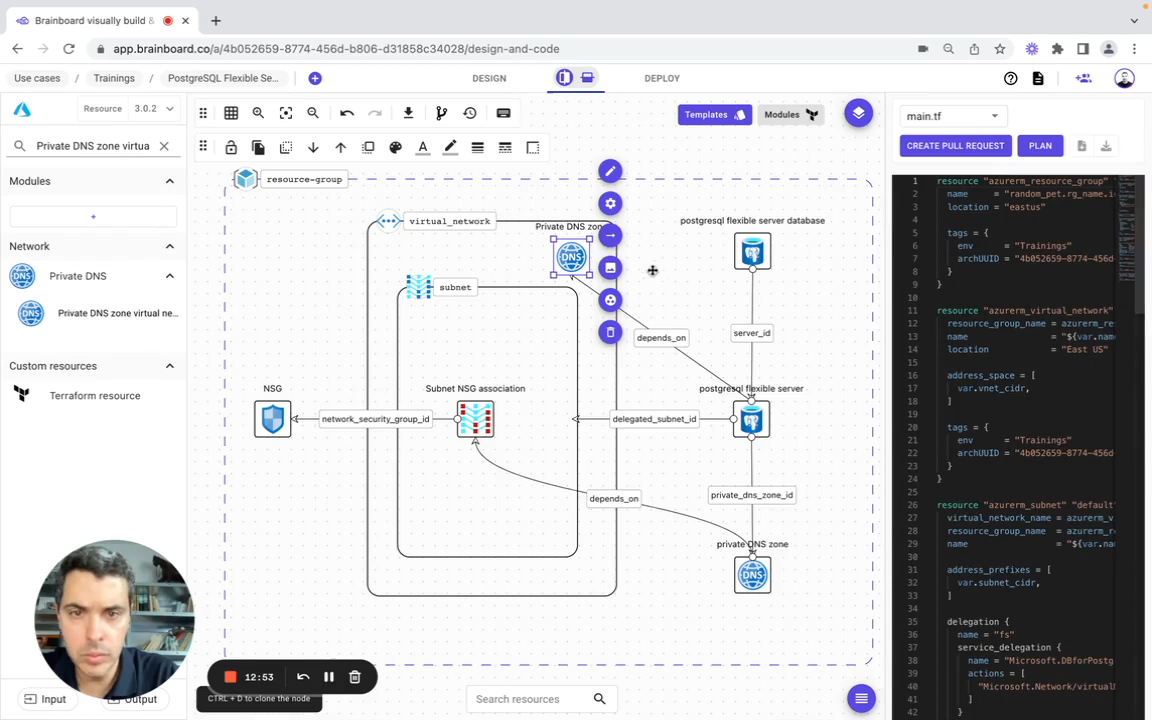 Brainboard visually build &
app.brainboard.co/a/4b052659-8774-456d-b806-d31858c34028/design-and-code
Use cases / Trainings / PostgreSQL Flexible Se...
DESIGN
DEPLOY
Resource 3.0.2
Templates
Modules
main.tf
Private DNS zone virtua
CREATE PULL REQUEST
PLAN
Modules
+
Network
Private DNS
Private DNS zone virtual ne...
Custom resources
Terraform resource
Input
Output
resource-group
virtual_network
Private DNS zon
postgresql flexible server database
subnet
depends_on
server_id
NSG
Subnet NSG association
postgresql flexible server
network_security_group_id
delegated_subnet_id
depends_on
private_dns_zone_id
private DNS zone
12:53
CTRL + D to clone the node
Search resources
1 resource "azurerm_resource_group"
2 name = "random_pet.rg_name.i
3 location = "eastus"
4
5 tags = {
6 env = "Trainings"
7 archUUID = "4b052659-8774-456d-
8 }
9 }
10
11 resource "azurerm_virtual_network"
12 resource_group_name = azurerm_re
13 name = "${var.nam
14 location = "East US"
15
16 address_space = [
17 var.vnet_cidr,
18 ]
19
20 tags = {
21 env = "Trainings"
22 archUUID = "4b052659-8774-456d-
23 }
24 }
25
26 resource "azurerm_subnet" "default"
27 virtual_network_name = azurerm_v
28 resource_group_name = azurerm_r
29 name = "${var.na
30
31 address_prefixes = [
32 var.subnet_cidr,
33 ]
34
35 delegation {
36 name = "fs"
37 service_delegation {
38 name = "Microsoft.DBforPostg
39 actions = [
40 "Microsoft.Network/virtual
41 ]
42 }